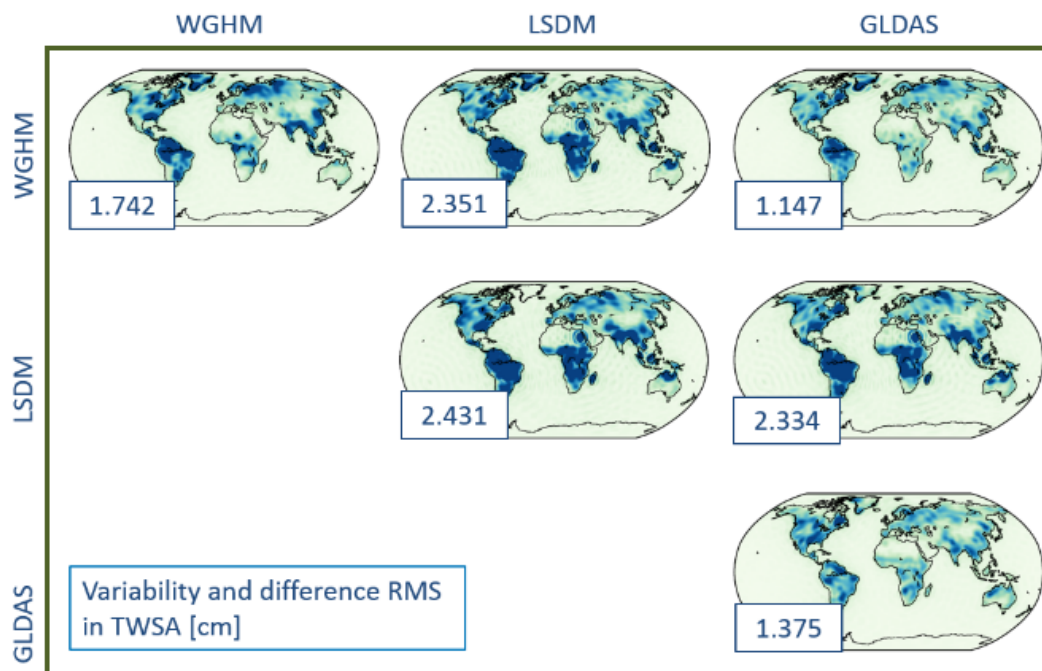 WGHM
LSDM
GLDAS
WGHM
1.742
2.351
1.147
LSDM
2.431
2.334
GLDAS
Variability and difference RMS
in TWSA [cm]
1.375